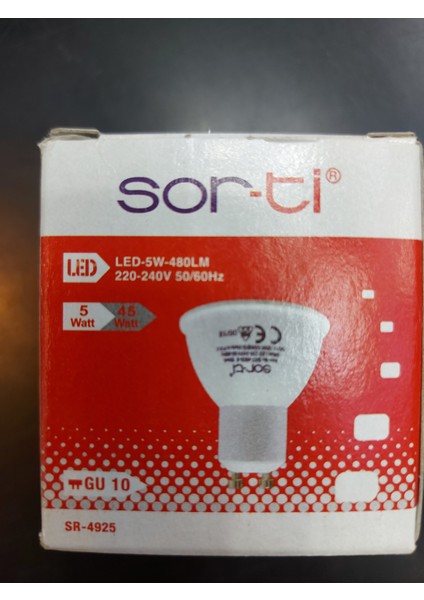 sor-ti®
LED
LED-5W-480LM
220-240V 50/60Hz
5
Watt
45
Watt
CE
sor-ti
GU 10
SR-4925